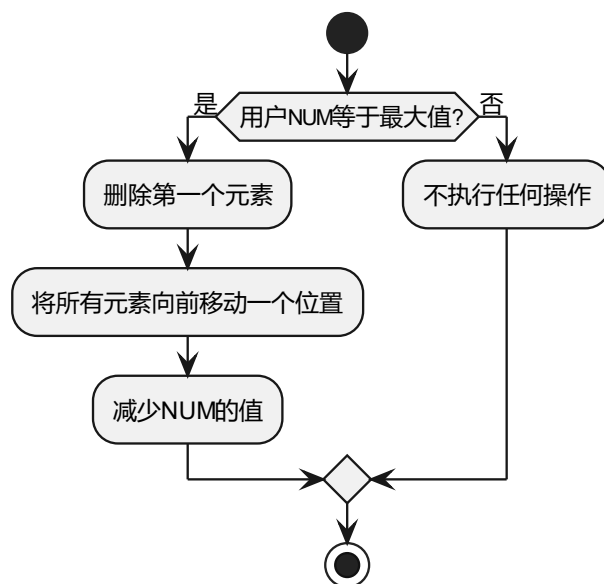 是
用户NUM等于最大值?
否
删除第一个元素
不执行任何操作
将所有元素向前移动一个位置
减少NUM的值